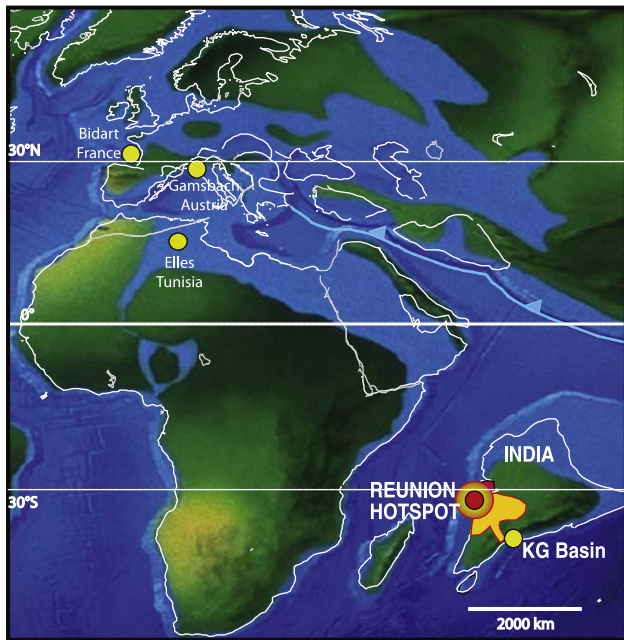 Bidart
France
30°N
Gamsbach
Austria
Elles
Tunisia
0°
INDIA
REUNION
HOTSPOT
30°S
KG Basin
2000 km